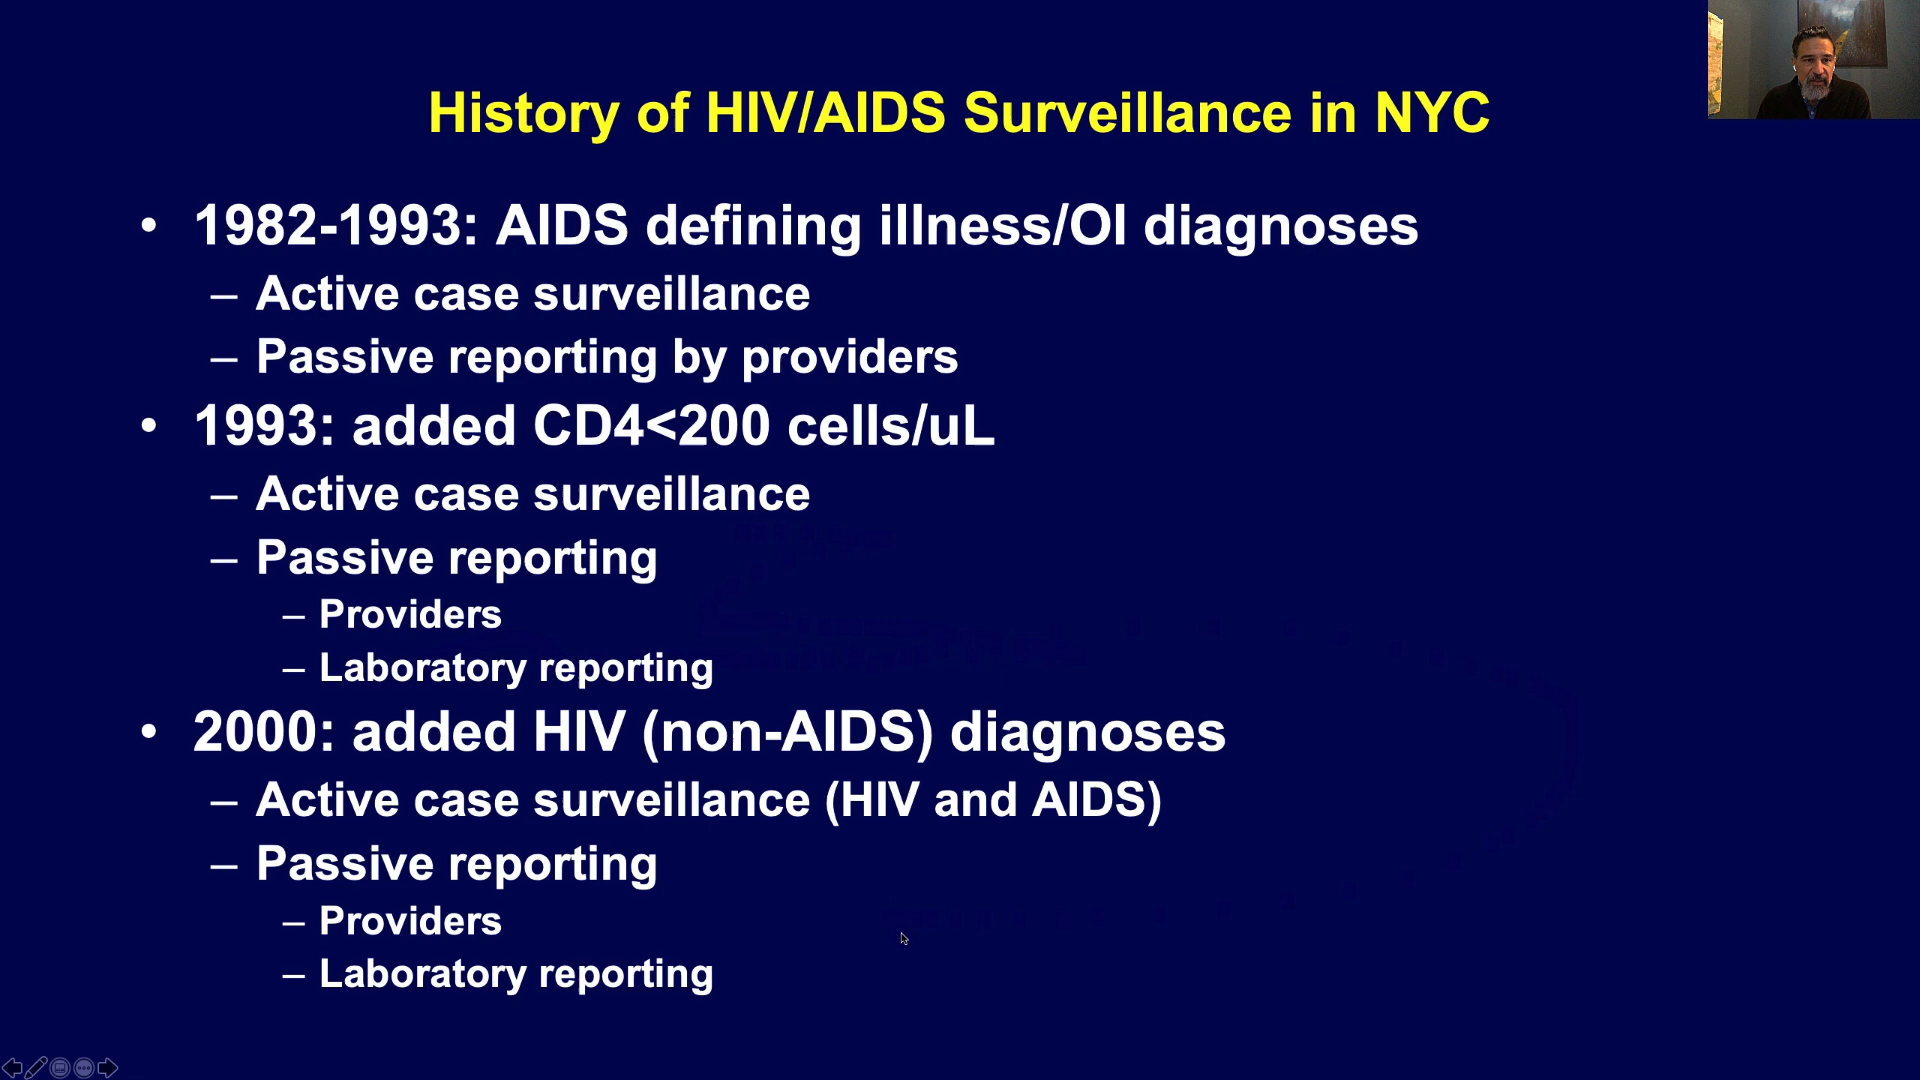 History of HIV/AIDS Surveillance in NYC
• 1982-1993: AIDS defining illness/OI diagnoses
– Active case surveillance
– Passive reporting by providers
• 1993: added CD4<200 cells/uL
– Active case surveillance
– Passive reporting
– Providers
– Laboratory reporting
• 2000: added HIV (non-AIDS) diagnoses
– Active case surveillance (HIV and AIDS)
– Passive reporting
– Providers
– Laboratory reporting